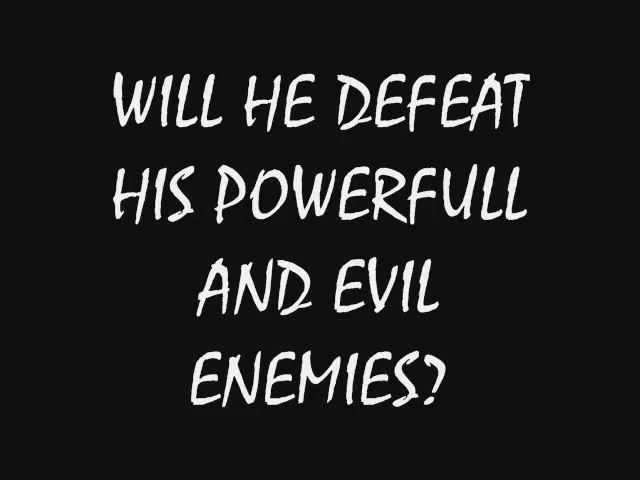 WILL HE DEFEAT
HIS POWERFULL
AND EVIL
ENEMIES?